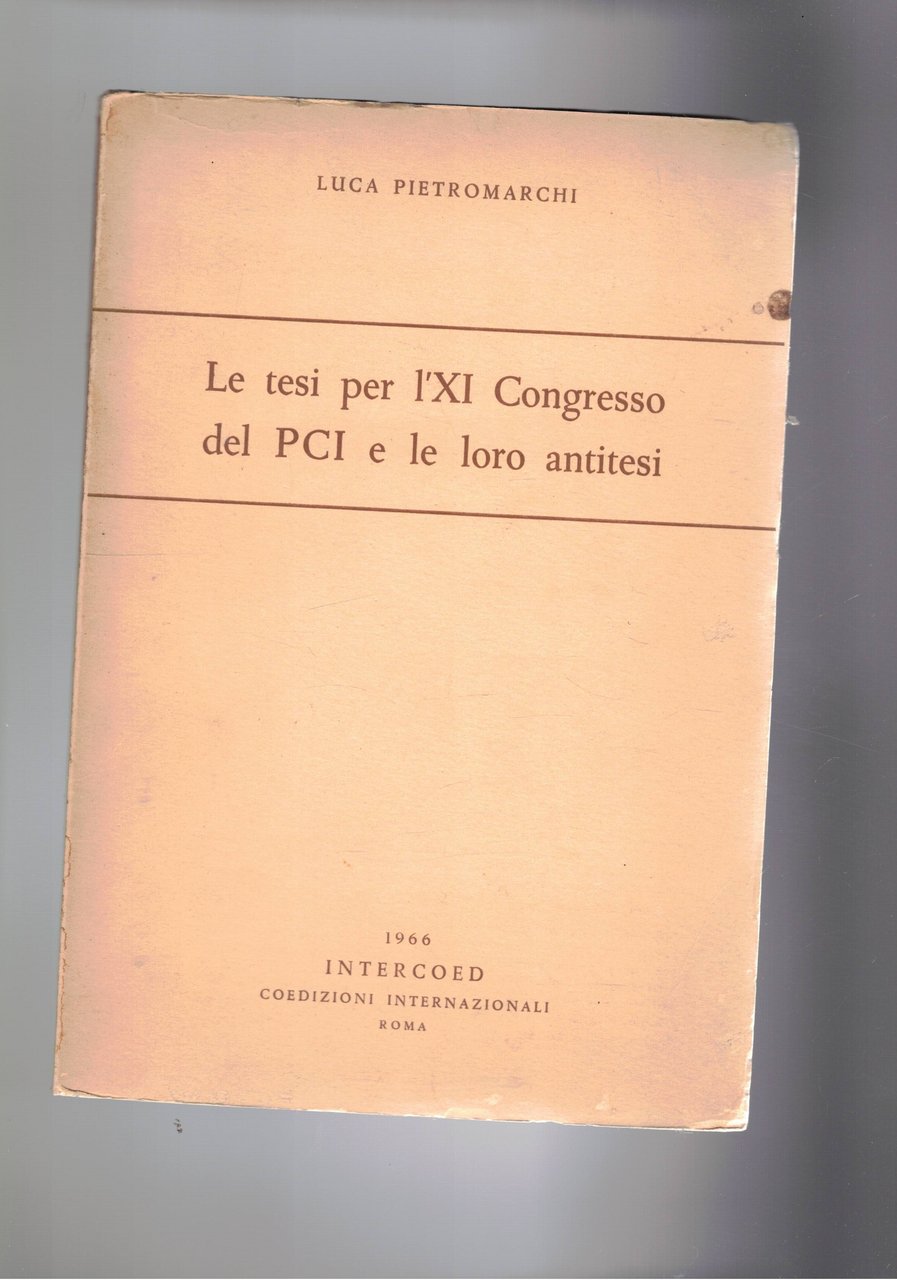 LUCA PIETROMARCHI
Le tesi per l'XI Congresso
del PCI e le loro antitesi
1966
INTERCOED
COEDIZIONI INTERNAZIONALI
ROMA